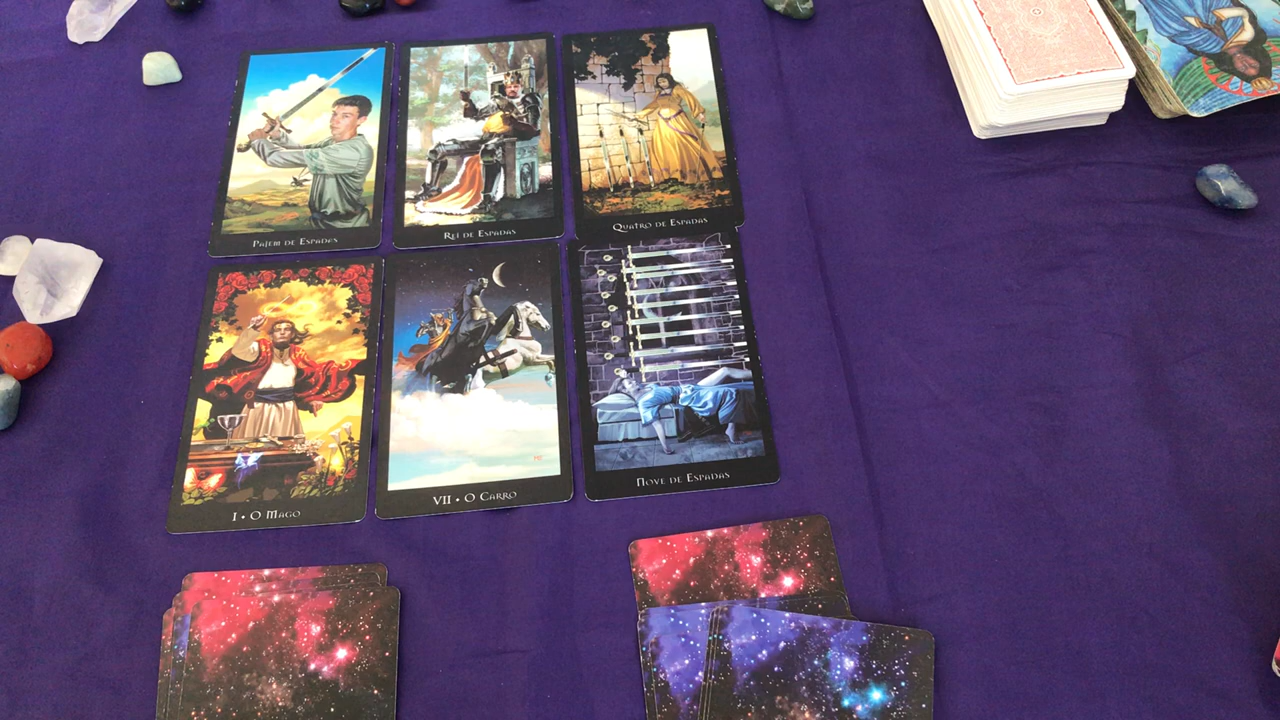 Pajem de Espadas
Rei de Espadas
Quatro de Espadas
I • O Mago
VII • O Carro
Nove de Espadas